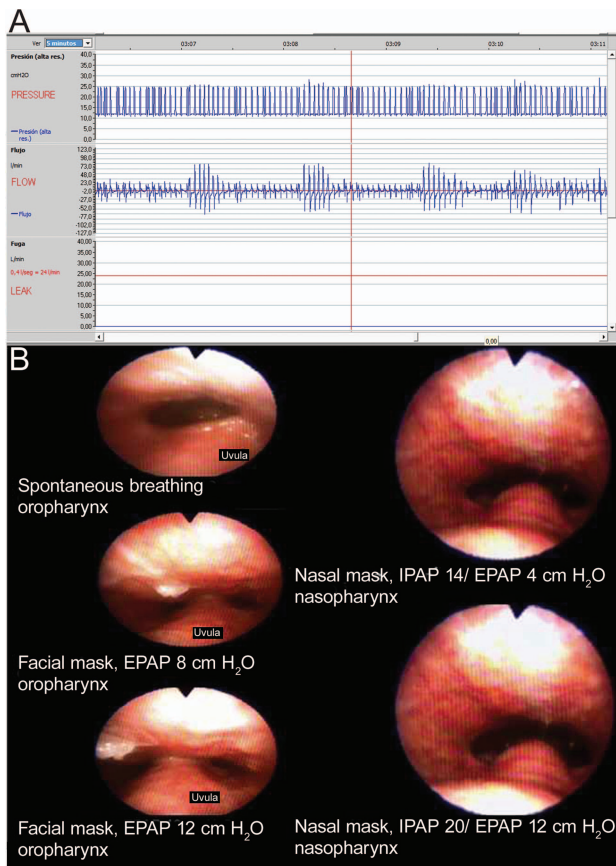 A
Ver 5 minutos
03:07 03:08 03:09 03:10 03:11
Presión (alta res.)
cmH2O
PRESSURE
Presión (alta
res.)
40,0
35,0
30,0
25,0
20,0
15,0
10,0
5,0
0,0
Flujo
l/min
FLOW
Flujo
123,0
98,0
73,0
48,0
23,0
-2,0
-27,0
-52,0
-77,0
-102,0
-127,0
Fuga
L/min
0,4 l/seg = 24 l/min
LEAK
40,00
35,00
30,00
25,00
20,00
15,00
10,00
5,00
0,00
0,00
B
Uvula
Spontaneous breathing
oropharynx
Uvula
Facial mask, EPAP 8 cm H₂O
oropharynx
Uvula
Facial mask, EPAP 12 cm H₂O
oropharynx
Nasal mask, IPAP 14/ EPAP 4 cm H₂O
nasopharynx
Nasal mask, IPAP 20/ EPAP 12 cm H₂O
nasopharynx